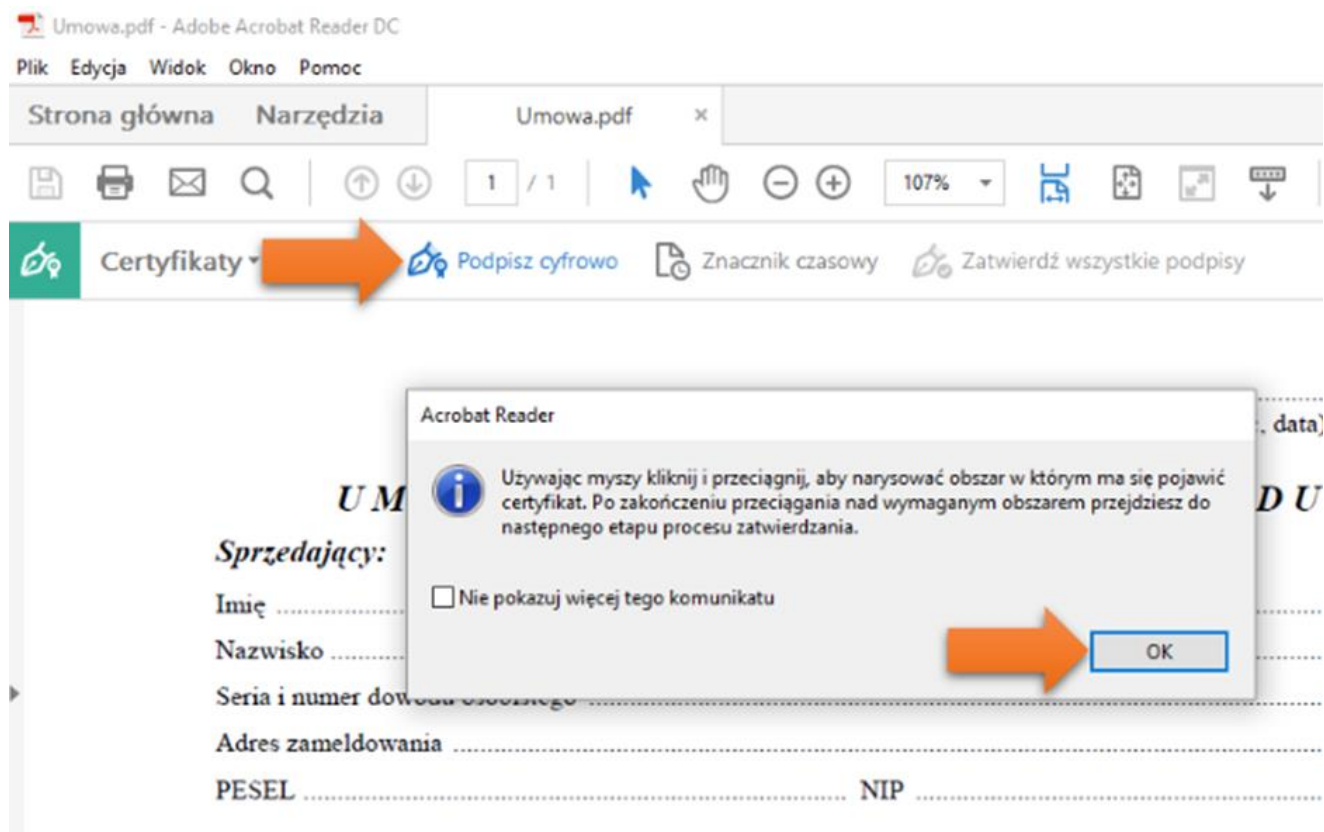 Umowa.pdf - Adobe Acrobat Reader DC
Plik Edycja Widok Okno Pomoc
Strona główna Narzędzia Umowa.pdf ×
1 / 1 107%
Certyfikaty Podpisz cyfrowo Znacznik czasowy Zatwierdź wszystkie podpisy
Acrobat Reader
, data)
Używając myszy kliknij i przeciągnij, aby narysować obszar w którym ma się pojawić
certyfikat. Po zakończeniu przeciągania nad wymaganym obszarem przejdziesz do
następnego etapu procesu zatwierdzania.
U M
D U
Sprzedający:
Nie pokazuj więcej tego komunikatu
Imię
OK
Nazwisko
Seria i numer dowodu osobistego
Adres zameldowania
PESEL NIP